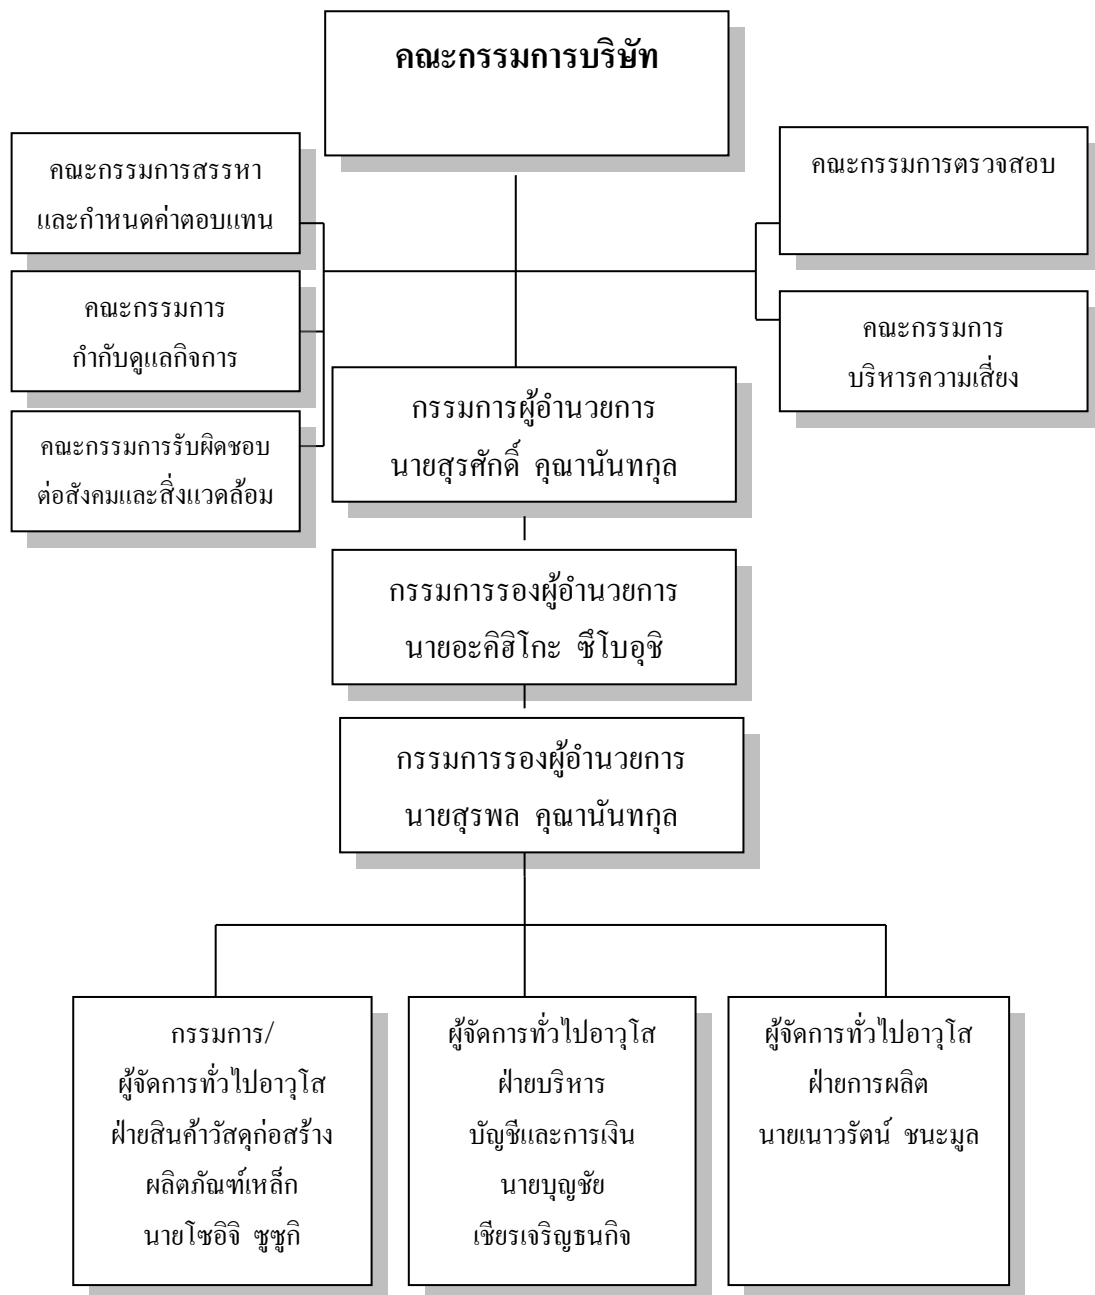 คณะกรรมการบริษัท
คณะกรรมการสรรหา
และกำหนดค่าตอบแทน
คณะกรรมการตรวจสอบ
คณะกรรมการ
กำกับดูแลกิจการ
คณะกรรมการ
บริหารความเสี่ยง
คณะกรรมการรับผิดชอบ
ต่อสังคมและสิ่งแวดล้อม
กรรมการผู้อำนวยการ
นายสุรศักดิ์ คุณานันทกุล
กรรมการรองผู้อำนวยการ
นายอะคิฮิโกะ ซึโบอุชิ
กรรมการรองผู้อำนวยการ
นายสุรพล คุณานันทกุล
กรรมการ/
ผู้จัดการทั่วไปอาวุโส
ฝ่ายสินค้าวัสดุก่อสร้าง
ผลิตภัณฑ์เหล็ก
นายโซอิจิ ซูซูกิ
ผู้จัดการทั่วไปอาวุโส
ฝ่ายบริหาร
บัญชีและการเงิน
นายบุญชัย
เชียรเจริญธนกิจ
ผู้จัดการทั่วไปอาวุโส
ฝ่ายการผลิต
นายเนาวรัตน์ ชนะมูล